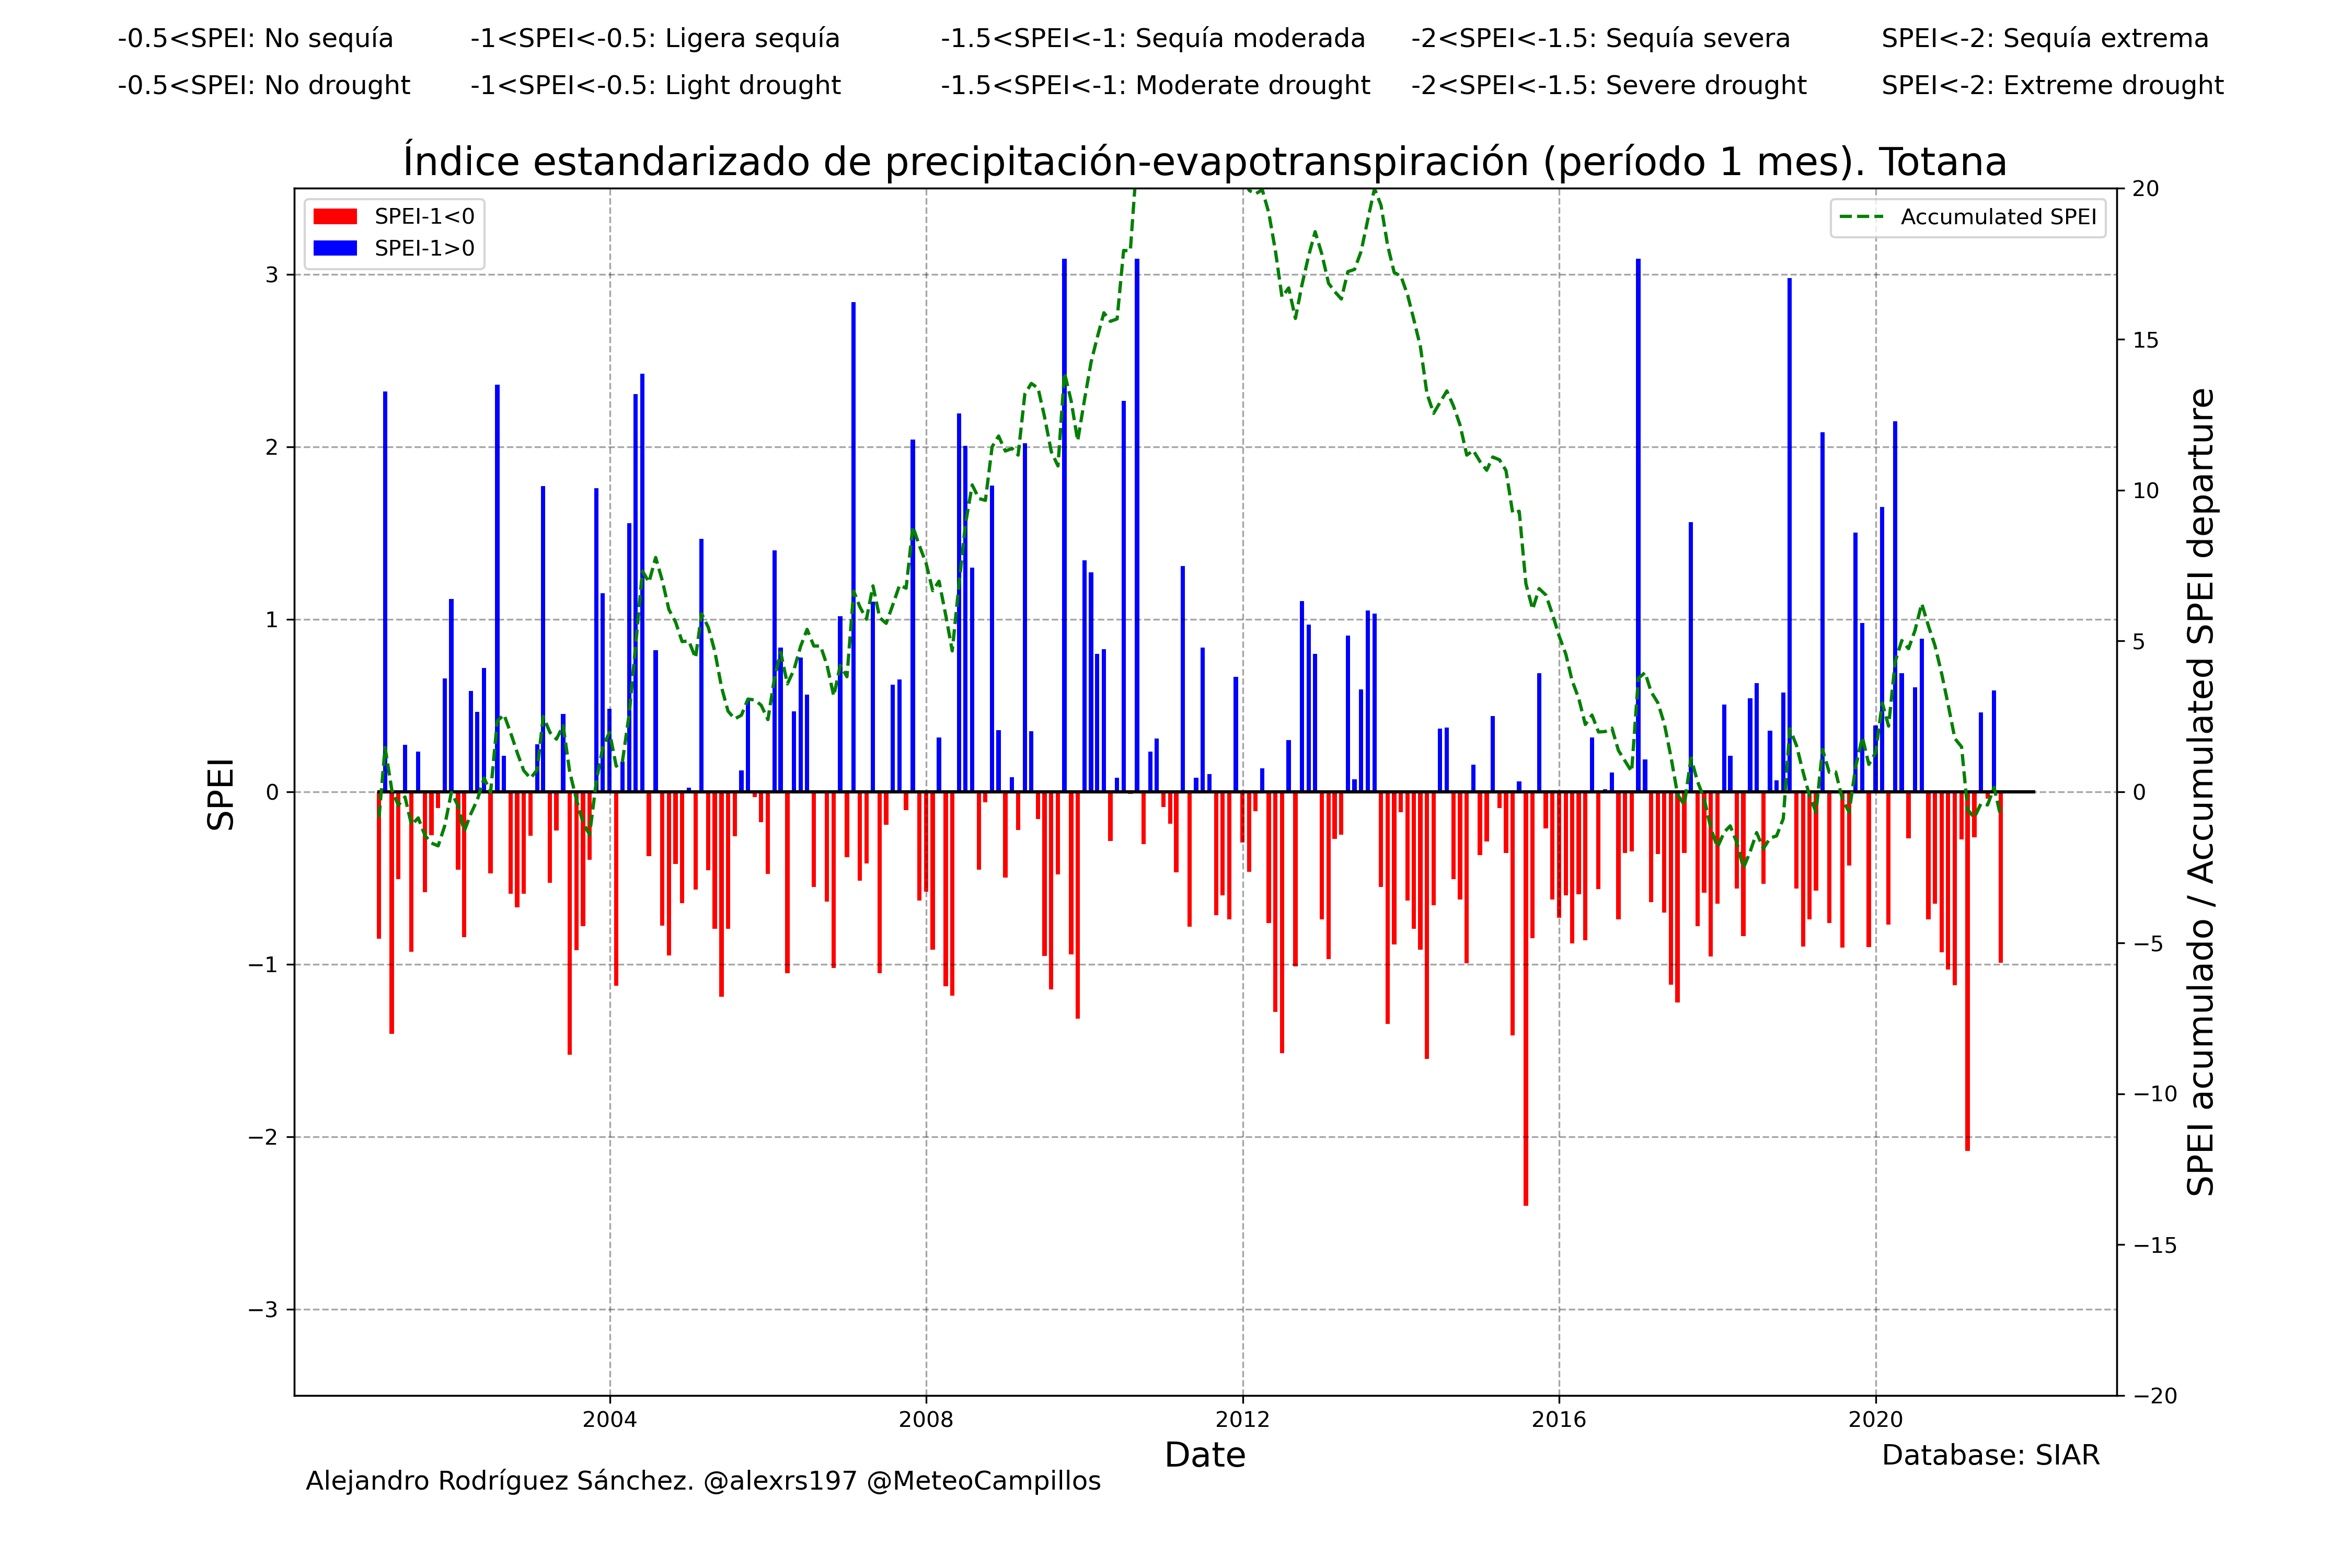 -0.5<SPEI: No sequía -1<SPEI<-0.5: Ligera sequía -1.5<SPEI<-1: Sequía moderada -2<SPEI<-1.5: Sequía severa SPEI<-2: Sequía extrema
-0.5<SPEI: No drought -1<SPEI<-0.5: Light drought -1.5<SPEI<-1: Moderate drought -2<SPEI<-1.5: Severe drought SPEI<-2: Extreme drought
Índice estandarizado de precipitación-evapotranspiración (período 1 mes). Totana
SPEI-1<0
SPEI-1>0
Accumulated SPEI
SPEI
3
2
1
0
−1
−2
−3
20
15
10
5
0
−5
−10
−15
−20
SPEI acumulado / Accumulated SPEI departure
2004 2008 2012 2016 2020
Date
Database: SIAR
Alejandro Rodríguez Sánchez. @alexrs197 @MeteoCampillos